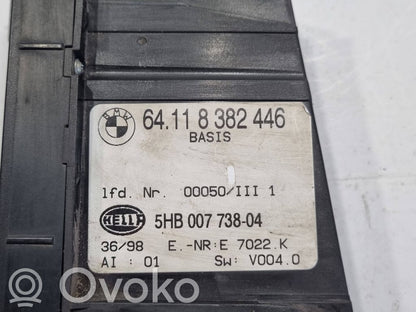 BMW
64.11 8 382 446
BASIS
lfd. Nr. 00050/III 1
HELLA
5HB 007 738-04
36/98 E.-NR:E 7022.K
AI : 01 SW: V004.0
Ovoko